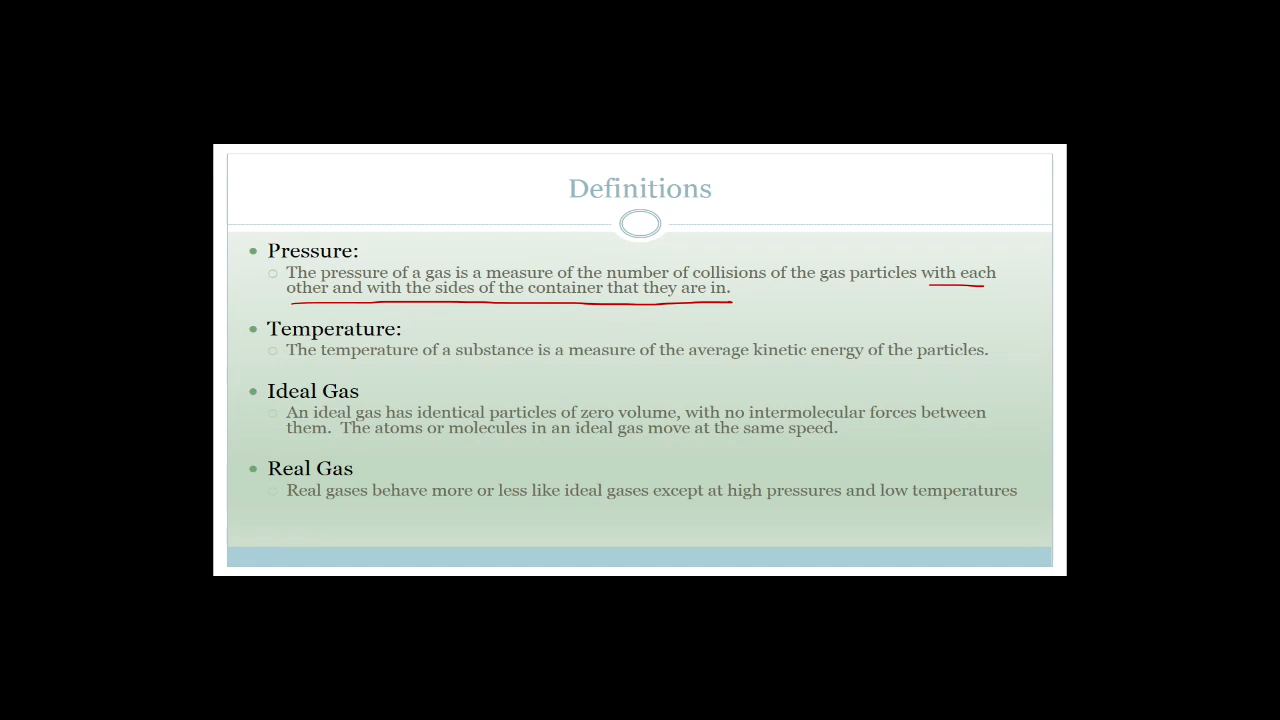 Definitions
Pressure:
The pressure of a gas is a measure of the number of collisions of the gas particles with each
other and with the sides of the container that they are in.
Temperature:
The temperature of a substance is a measure of the average kinetic energy of the particles.
Ideal Gas
An ideal gas has identical particles of zero volume, with no intermolecular forces between
them.  The atoms or molecules in an ideal gas move at the same speed.
Real Gas
Real gases behave more or less like ideal gases except at high pressures and low temperatures